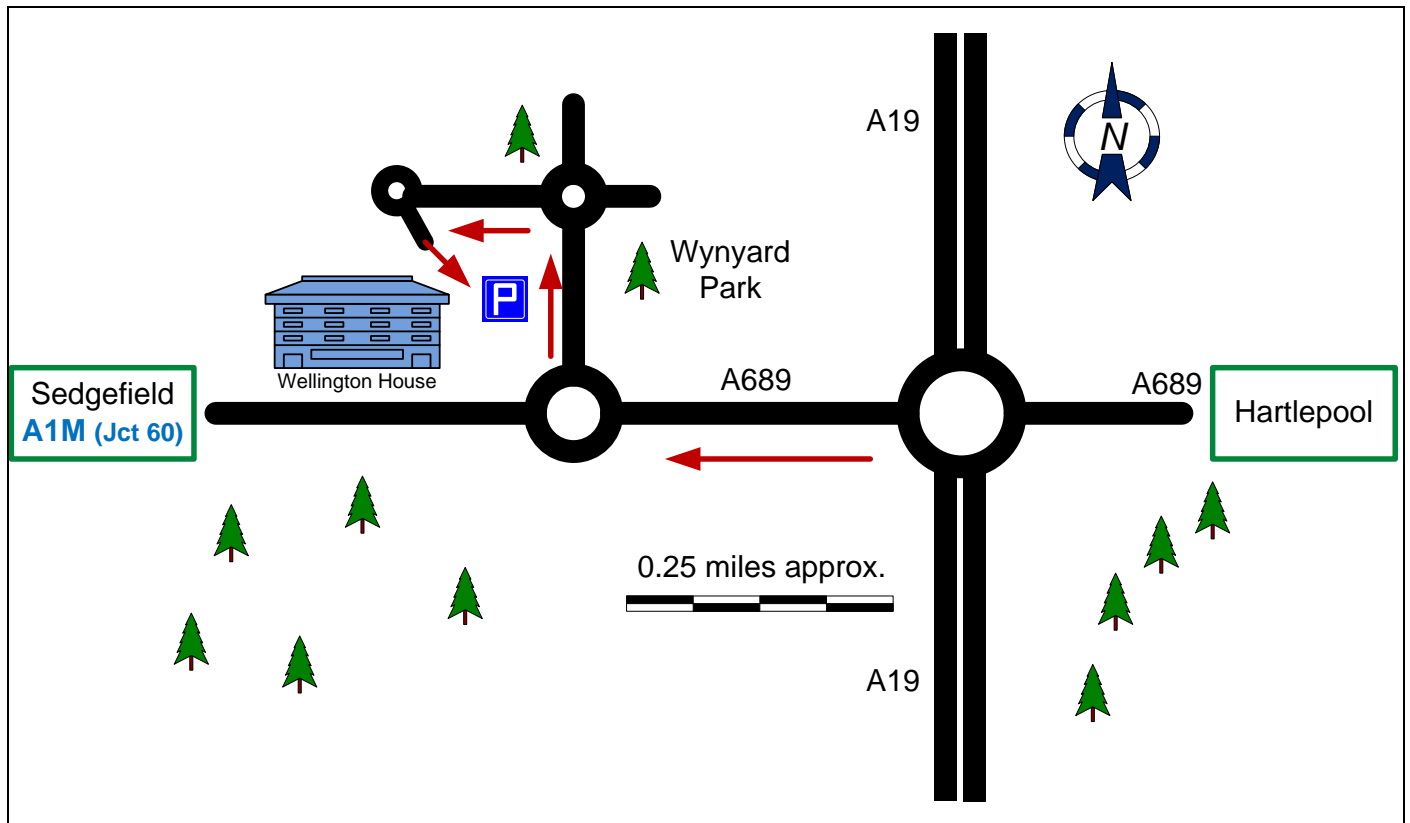 A19
N
Wynyard
Park
P
Wellington House
A689
A689
Sedgefield
A1M (Jct 60)
Hartlepool
0.25 miles approx.
A19